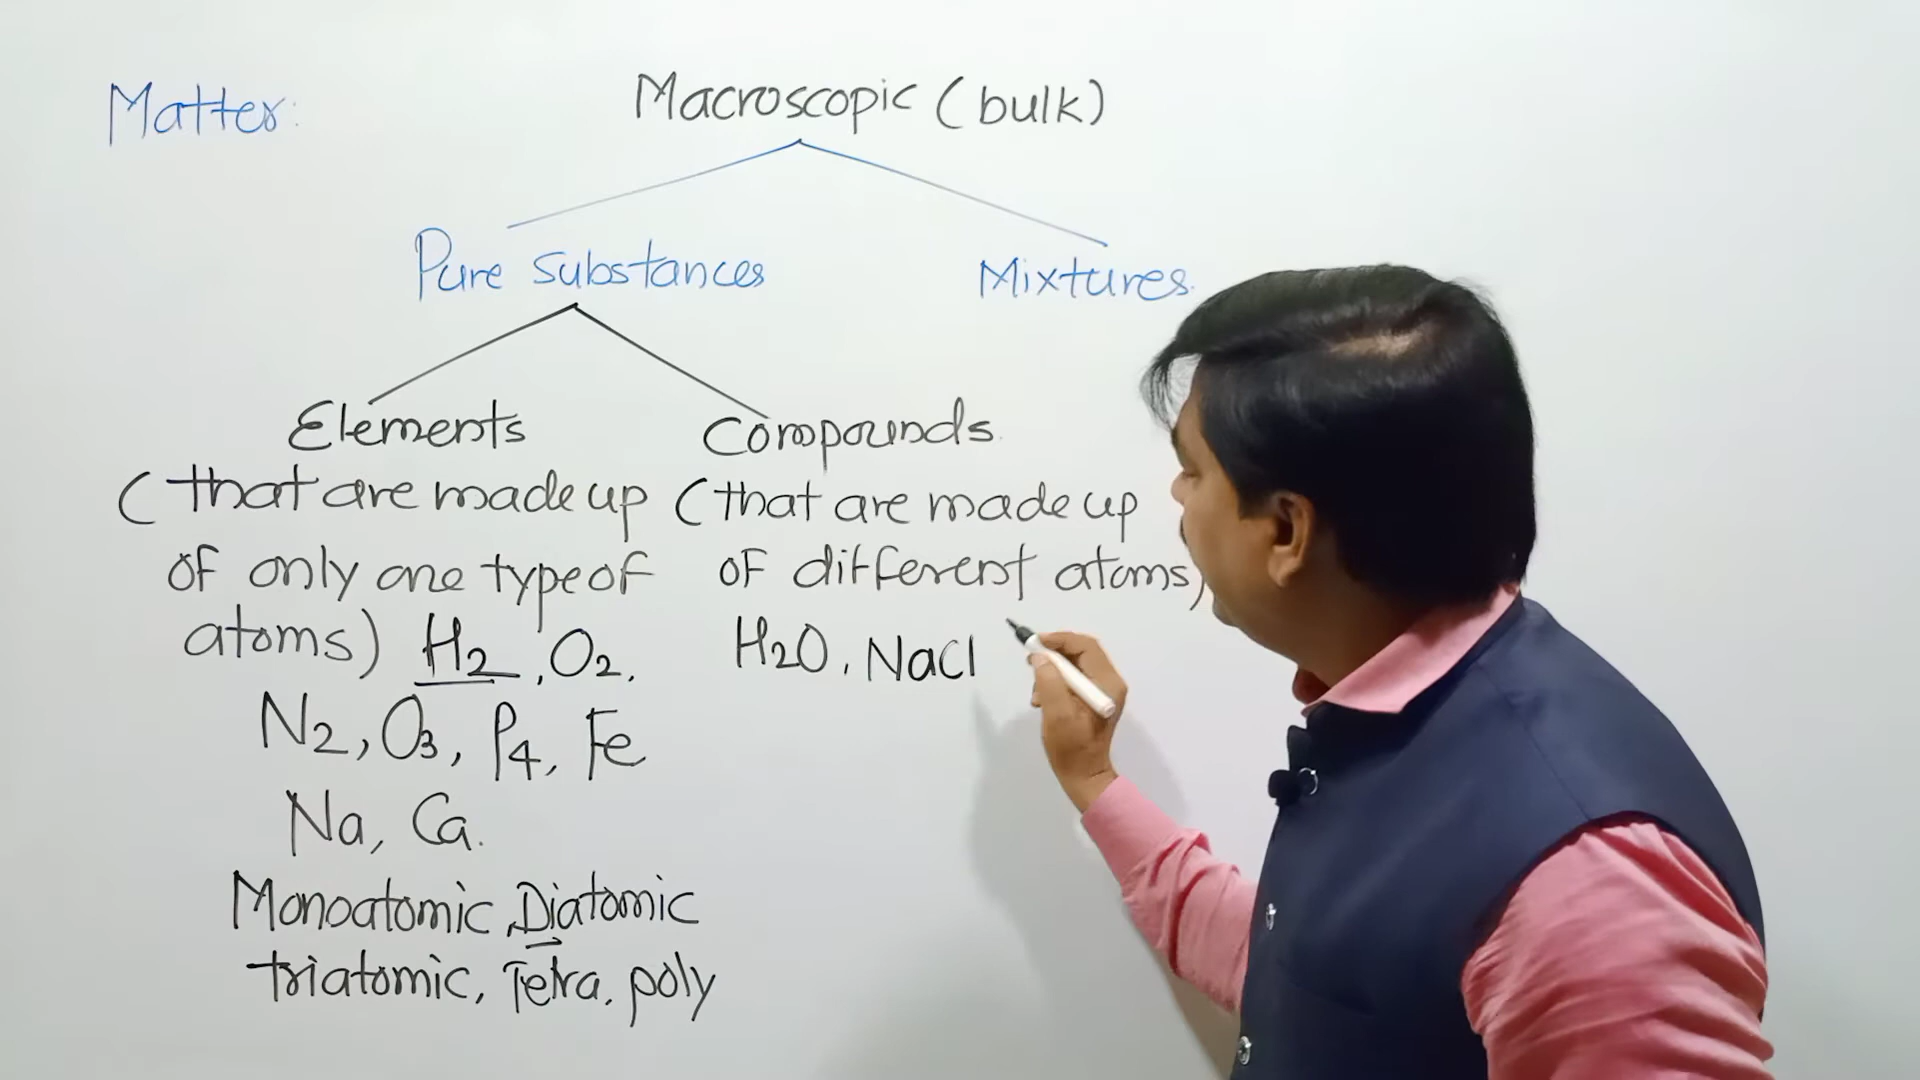 Matter:
Macroscopic (bulk)
Pure substances
Mixtures.
Elements
(that are made up
of only one type of
atoms) H2, O2.
N2, O3, P4, Fe
Na, Ca.
Monoatomic, Diatomic
triatomic, Tetra, poly
Compounds.
(that are made up
of different atoms)
H2O, NaCl